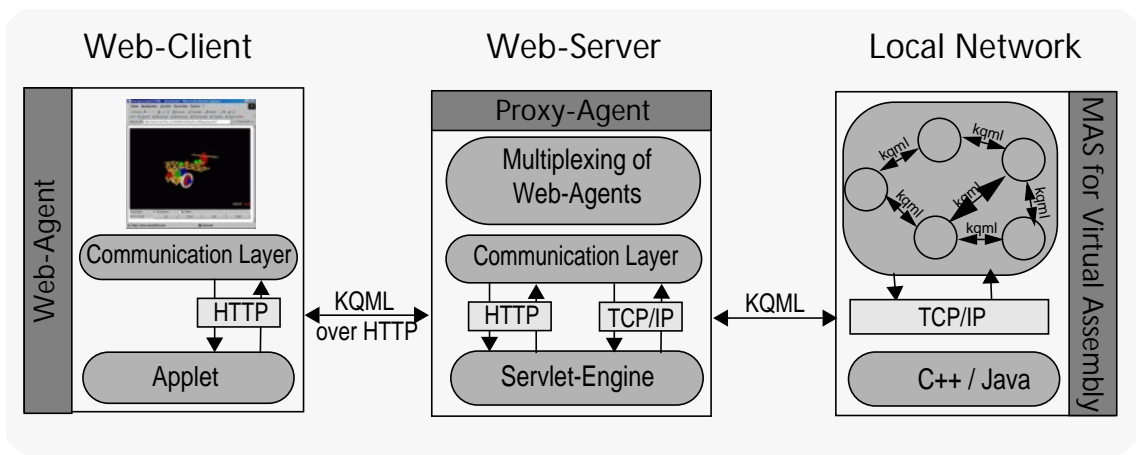 Web-Client
Web-Server
Local Network
Web-Agent
Communication Layer
HTTP
Applet
KQML
over HTTP
Proxy-Agent
Multiplexing of
Web-Agents
Communication Layer
HTTP
TCP/IP
Servlet-Engine
KQML
kqml
kqml
kqml
kqml
kqml
kqml
TCP/IP
C++ / Java
MAS for Virtual Assembly